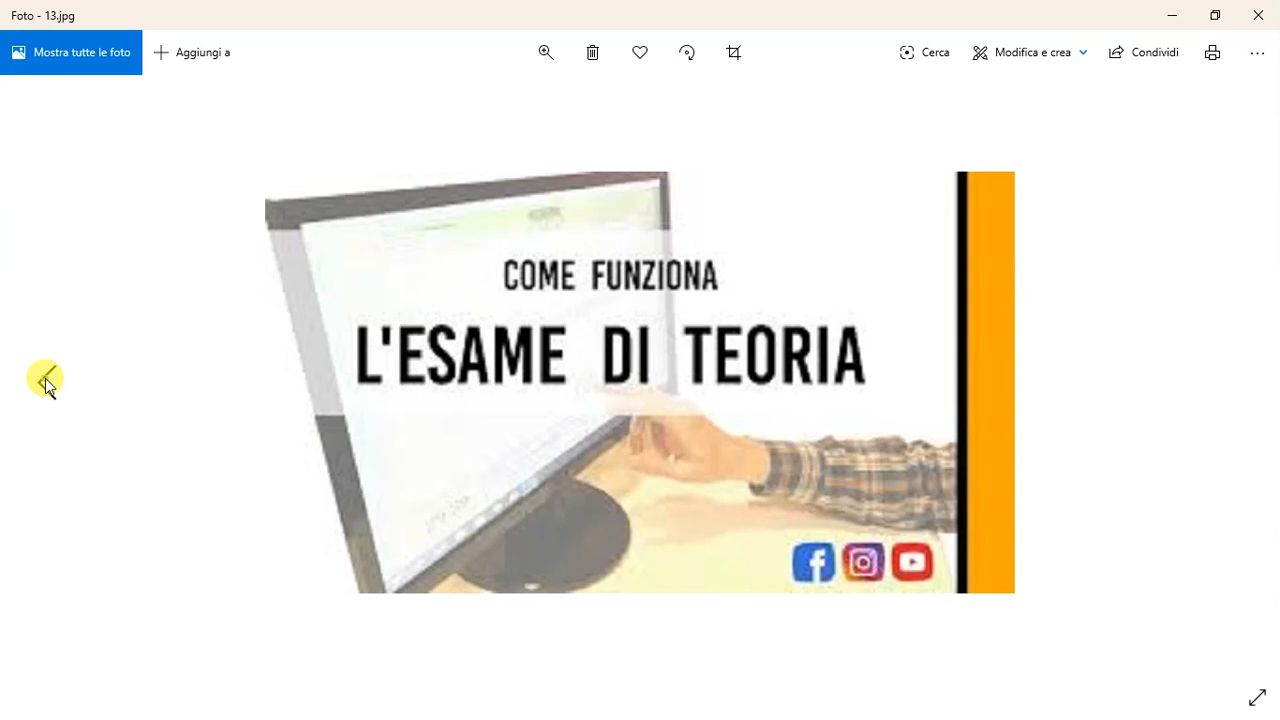 Foto - 13.jpg
Mostra tutte le foto
Aggiungi a
Cerca
Modifica e crea
Condividi
COME FUNZIONA
L'ESAME DI TEORIA